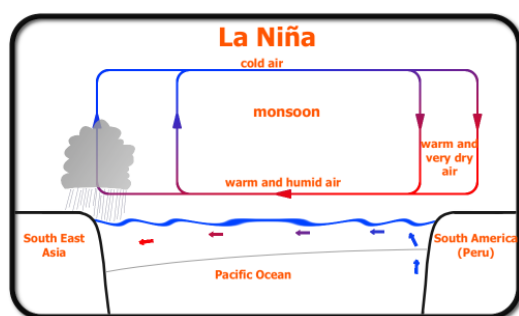 La Niña
cold air
monsoon
warm and
very dry
air
warm and humid air
South East
Asia
South America
(Peru)
Pacific Ocean